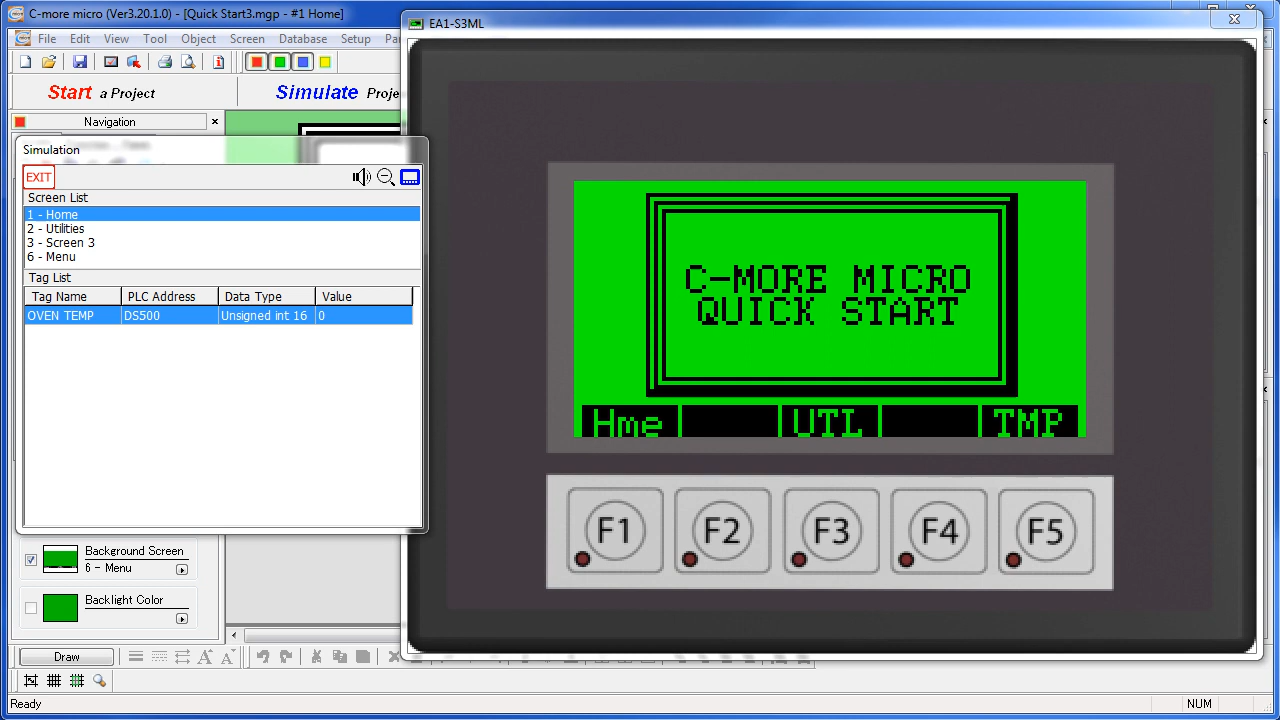 C-more micro (Ver3.20.1.0) - [Quick Start3.mgp - #1 Home]
EA1-S3ML
File Edit View Tool Object Screen Database Setup
Start a Project
Simulate
Navigation
Simulation
EXIT
Screen List
1 - Home
2 - Utilities
3 - Screen 3
6 - Menu
Tag List
Tag Name PLC Address Data Type Value
OVEN TEMP DS500 Unsigned int 16 0
C-MORE MICRO
QUICK START
Hme UTL TMP
F1 F2 F3 F4 F5
Background Screen
6 - Menu
Backlight Color
Draw
Ready
NUM